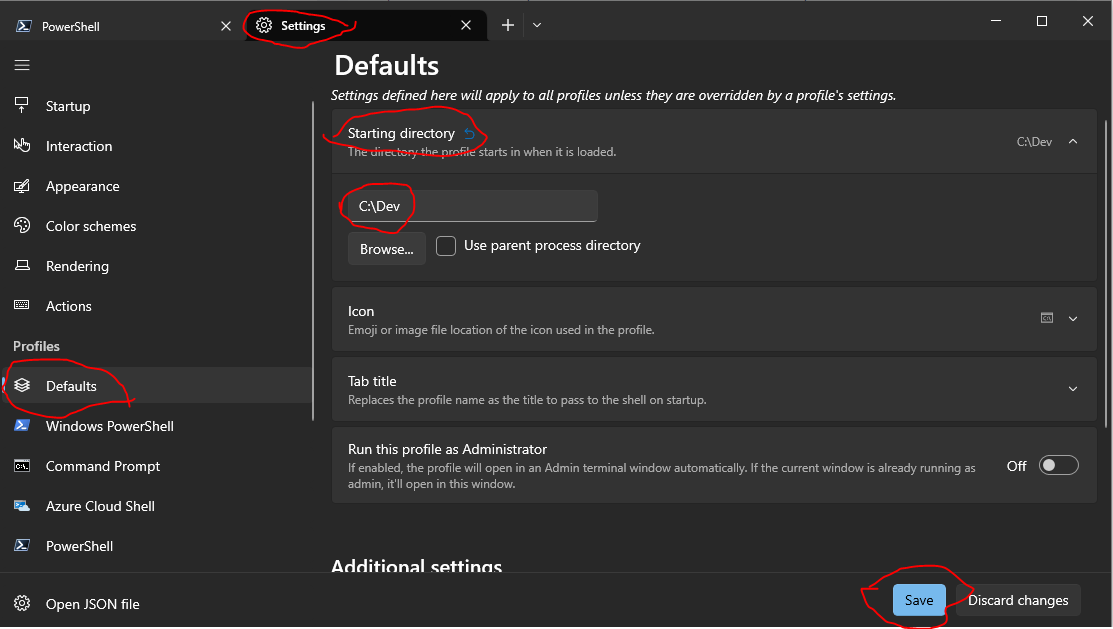 PowerShell
Settings
Startup
Interaction
Appearance
Color schemes
Rendering
Actions
Profiles
Defaults
Windows PowerShell
Command Prompt
Azure Cloud Shell
PowerShell
Open JSON file
Defaults
Settings defined here will apply to all profiles unless they are overridden by a profile's settings.
Starting directory
The directory the profile starts in when it is loaded.
C:\Dev
C:\Dev
Browse...
Use parent process directory
Icon
Emoji or image file location of the icon used in the profile.
Tab title
Replaces the profile name as the title to pass to the shell on startup.
Run this profile as Administrator
If enabled, the profile will open in an Admin terminal window automatically. If the current window is already running as
admin, it'll open in this window.
Off
Additional settings
Save
Discard changes